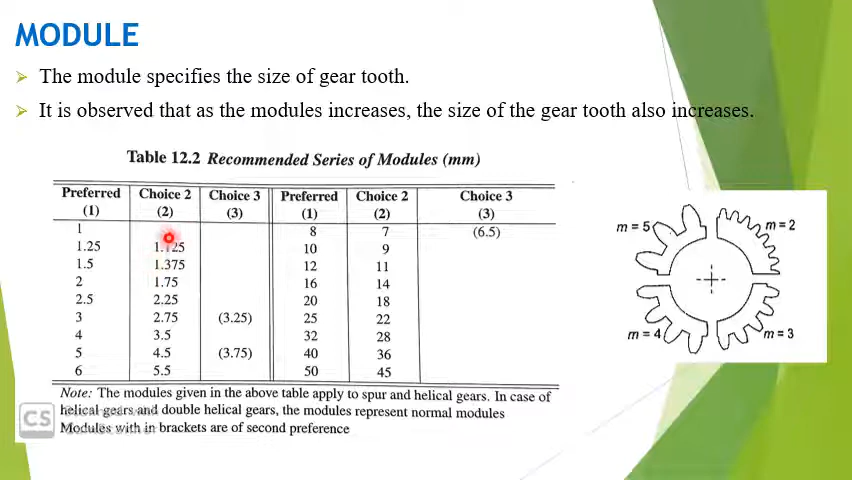 MODULE
The module specifies the size of gear tooth.
It is observed that as the modules increases, the size of the gear tooth also increases.
Table 12.2 Recommended Series of Modules (mm)
Preferred Choice 2 Choice 3 Preferred Choice 2 Choice 3
(1) (2) (3) (1) (2) (3)
1 8 7 (6.5)
1.25 1.125 10 9
1.5 1.375 12 11
2 1.75 16 14
2.5 2.25 20 18
3 2.75 (3.25) 25 22
4 3.5 32 28
5 4.5 (3.75) 40 36
6 5.5 50 45
Note: The modules given in the above table apply to spur and helical gears. In case of
helical gears and double helical gears, the modules represent normal modules
Modules with in brackets are of second preference
m = 5
m = 2
m = 4
m = 3
CS